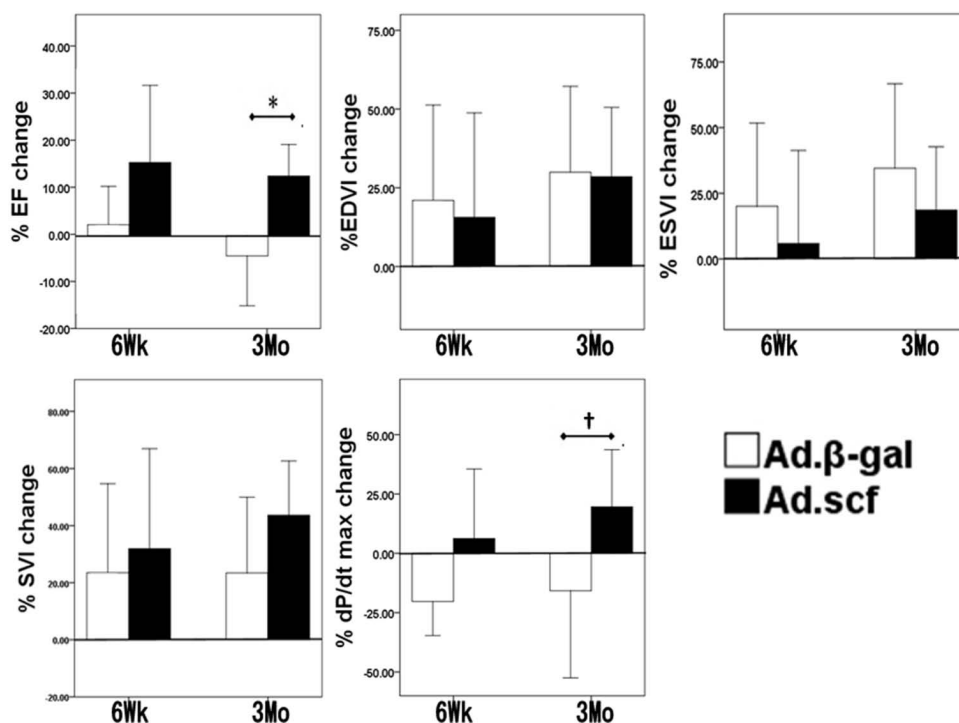 % EF change
40.00
30.00
20.00
10.00
0.00
-10.00
-20.00
*
6Wk 3Mo
%EDVI change
75.00
50.00
25.00
0.00
6Wk 3Mo
% ESVI change
75.00
50.00
25.00
0.00
6Wk 3Mo
% SVI change
80.00
60.00
40.00
20.00
0.00
-20.00
6Wk 3Mo
% dP/dt max change
50.00
25.00
0.00
-25.00
-50.00
†
6Wk 3Mo
Ad.β-gal
Ad.scf